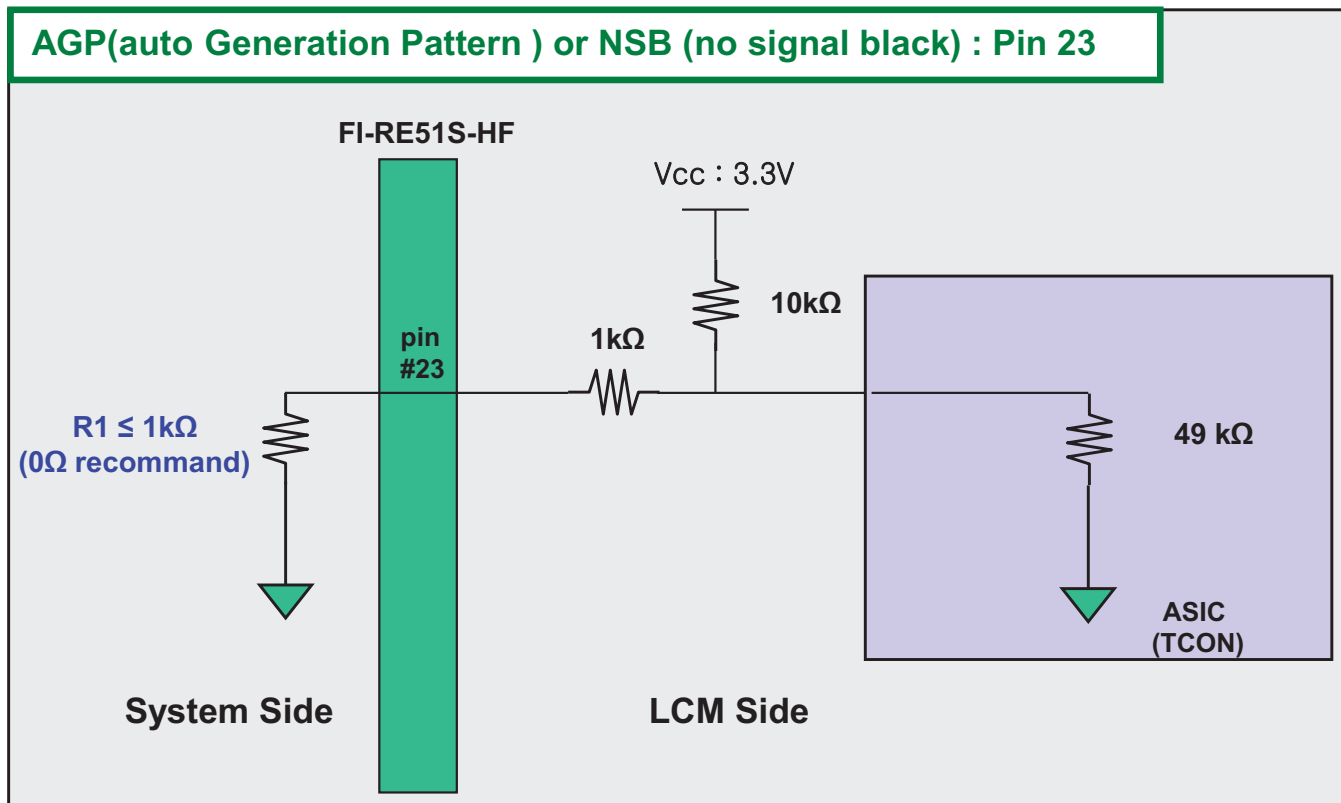 AGP(auto Generation Pattern ) or NSB (no signal black) : Pin 23
FI-RE51S-HF
Vcc : 3.3V
10kΩ
1kΩ
pin
#23
R1 ≤ 1kΩ
(0Ω recommand)
49 kΩ
ASIC
(TCON)
System Side
LCM Side